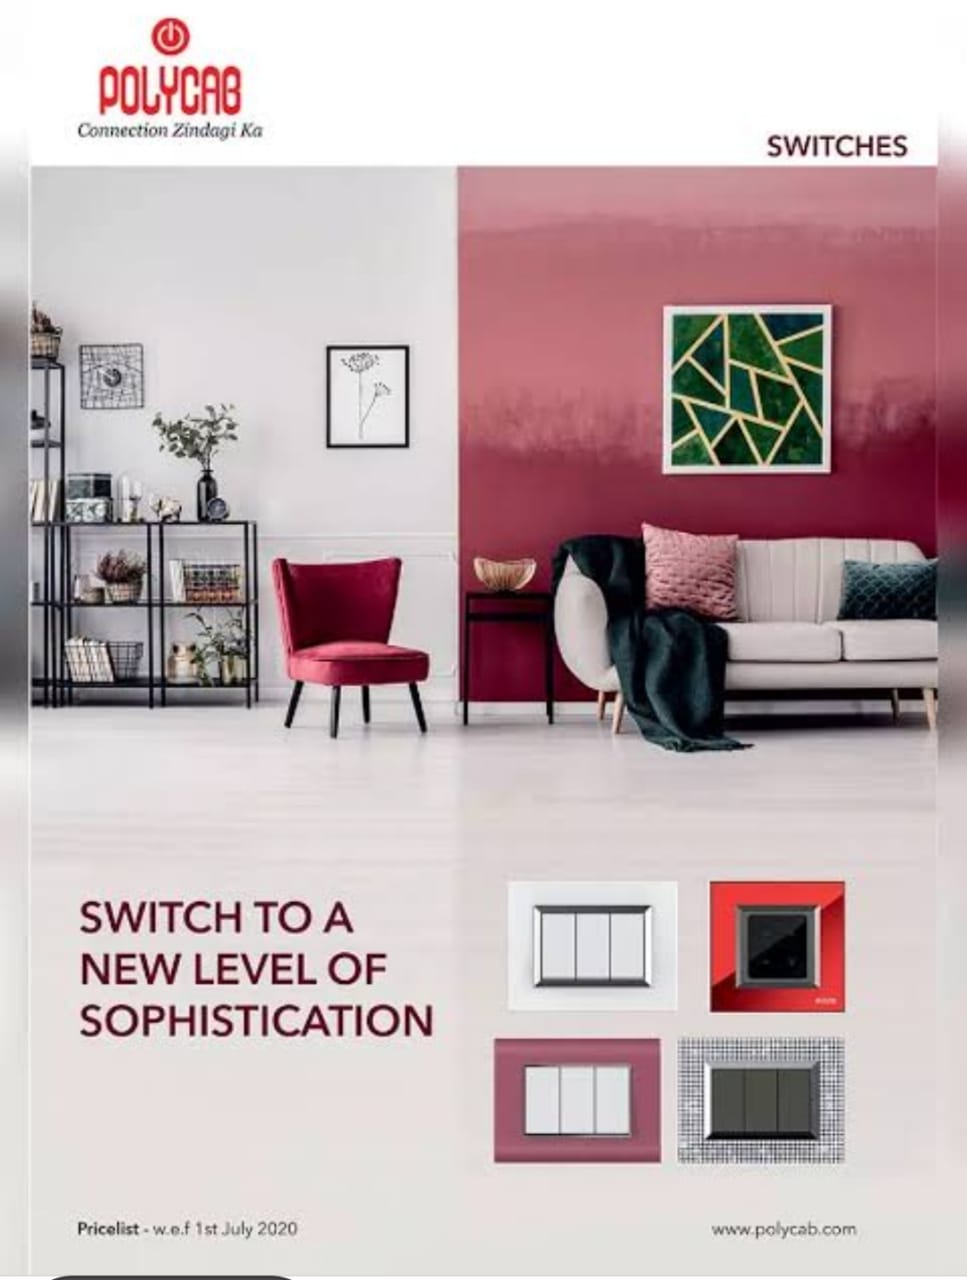 POLYCAB
Connection Zindagi Ka
SWITCHES
SWITCH TO A
NEW LEVEL OF
SOPHISTICATION
Pricelist - w.e.f 1st July 2020
www.polycab.com